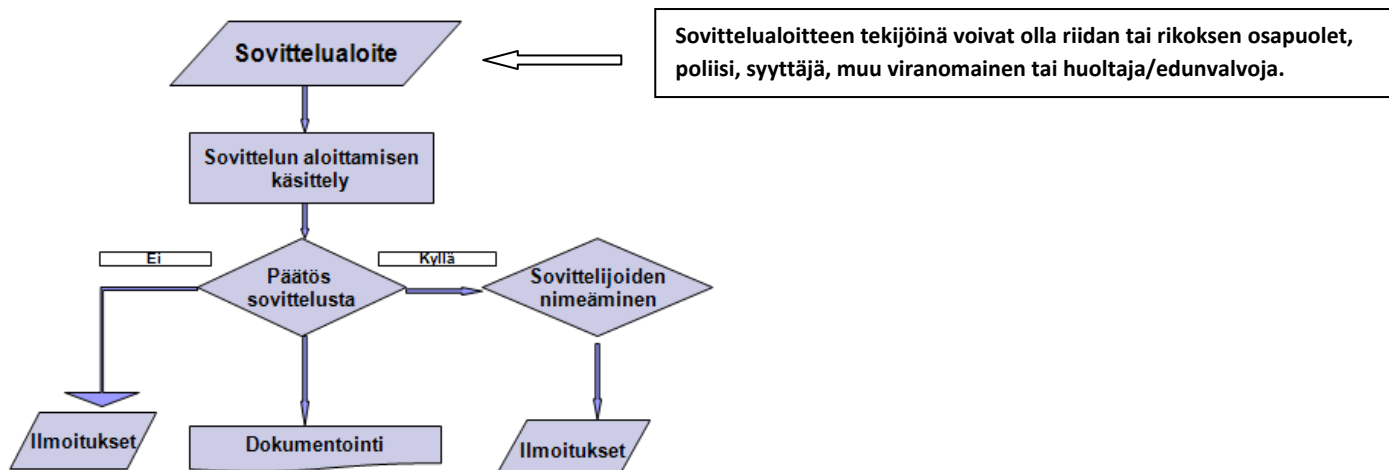 Sovittelualoite
Sovittelualoitteen tekijöinä voivat olla riidan tai rikoksen osapuolet,
poliisi, syyttäjä, muu viranomainen tai huoltaja/edunvalvoja.
Sovittelun aloittamisen
käsittely
Ei
Kyllä
Päätös
sovittelusta
Sovittelijoiden
nimeäminen
Ilmoitukset
Dokumentointi
Ilmoitukset